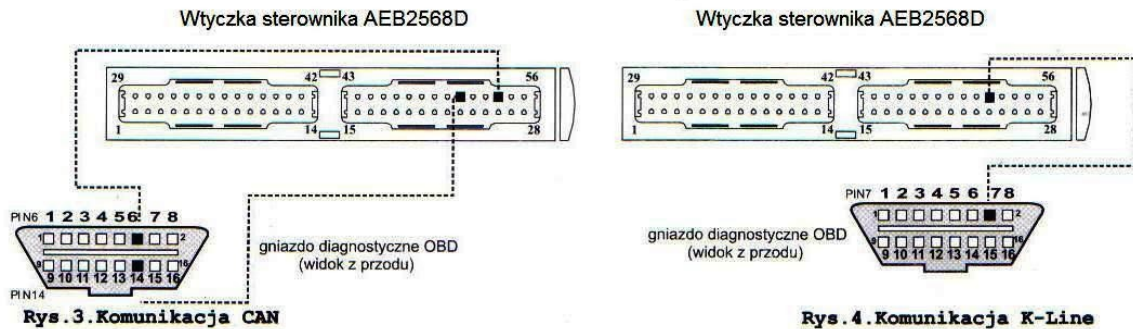 Wtyczka sterownika AEB2568D
29 42 43 56
1 14 15 28
PIN6 1 2 3 4 5 6 7 8
1 2
9 16
9 10 11 12 13 14 15 16
PIN14
gniazdo diagnostyczne OBD
(widok z przodu)
Rys.3.Komunikacja CAN
Wtyczka sterownika AEB2568D
29 42 43 56
1 14 15 28
PIN7 1 2 3 4 5 6 7 8
1 2
9 16
9 10 11 12 13 14 15 16
gniazdo diagnostyczne OBD
(widok z przodu)
Rys.4.Komunikacja K-Line